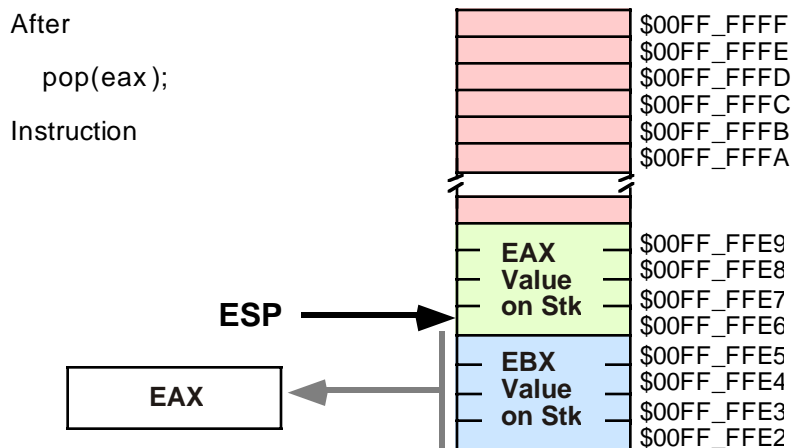 After
pop(eax);
Instruction
$00FF_FFFF
$00FF_FFFE
$00FF_FFFD
$00FF_FFFC
$00FF_FFFB
$00FF_FFFA
EAX
Value
on Stk
$00FF_FFE9
$00FF_FFE8
$00FF_FFE7
$00FF_FFE6
ESP
EBX
Value
on Stk
$00FF_FFE5
$00FF_FFE4
$00FF_FFE3
$00FF_FFE2
EAX